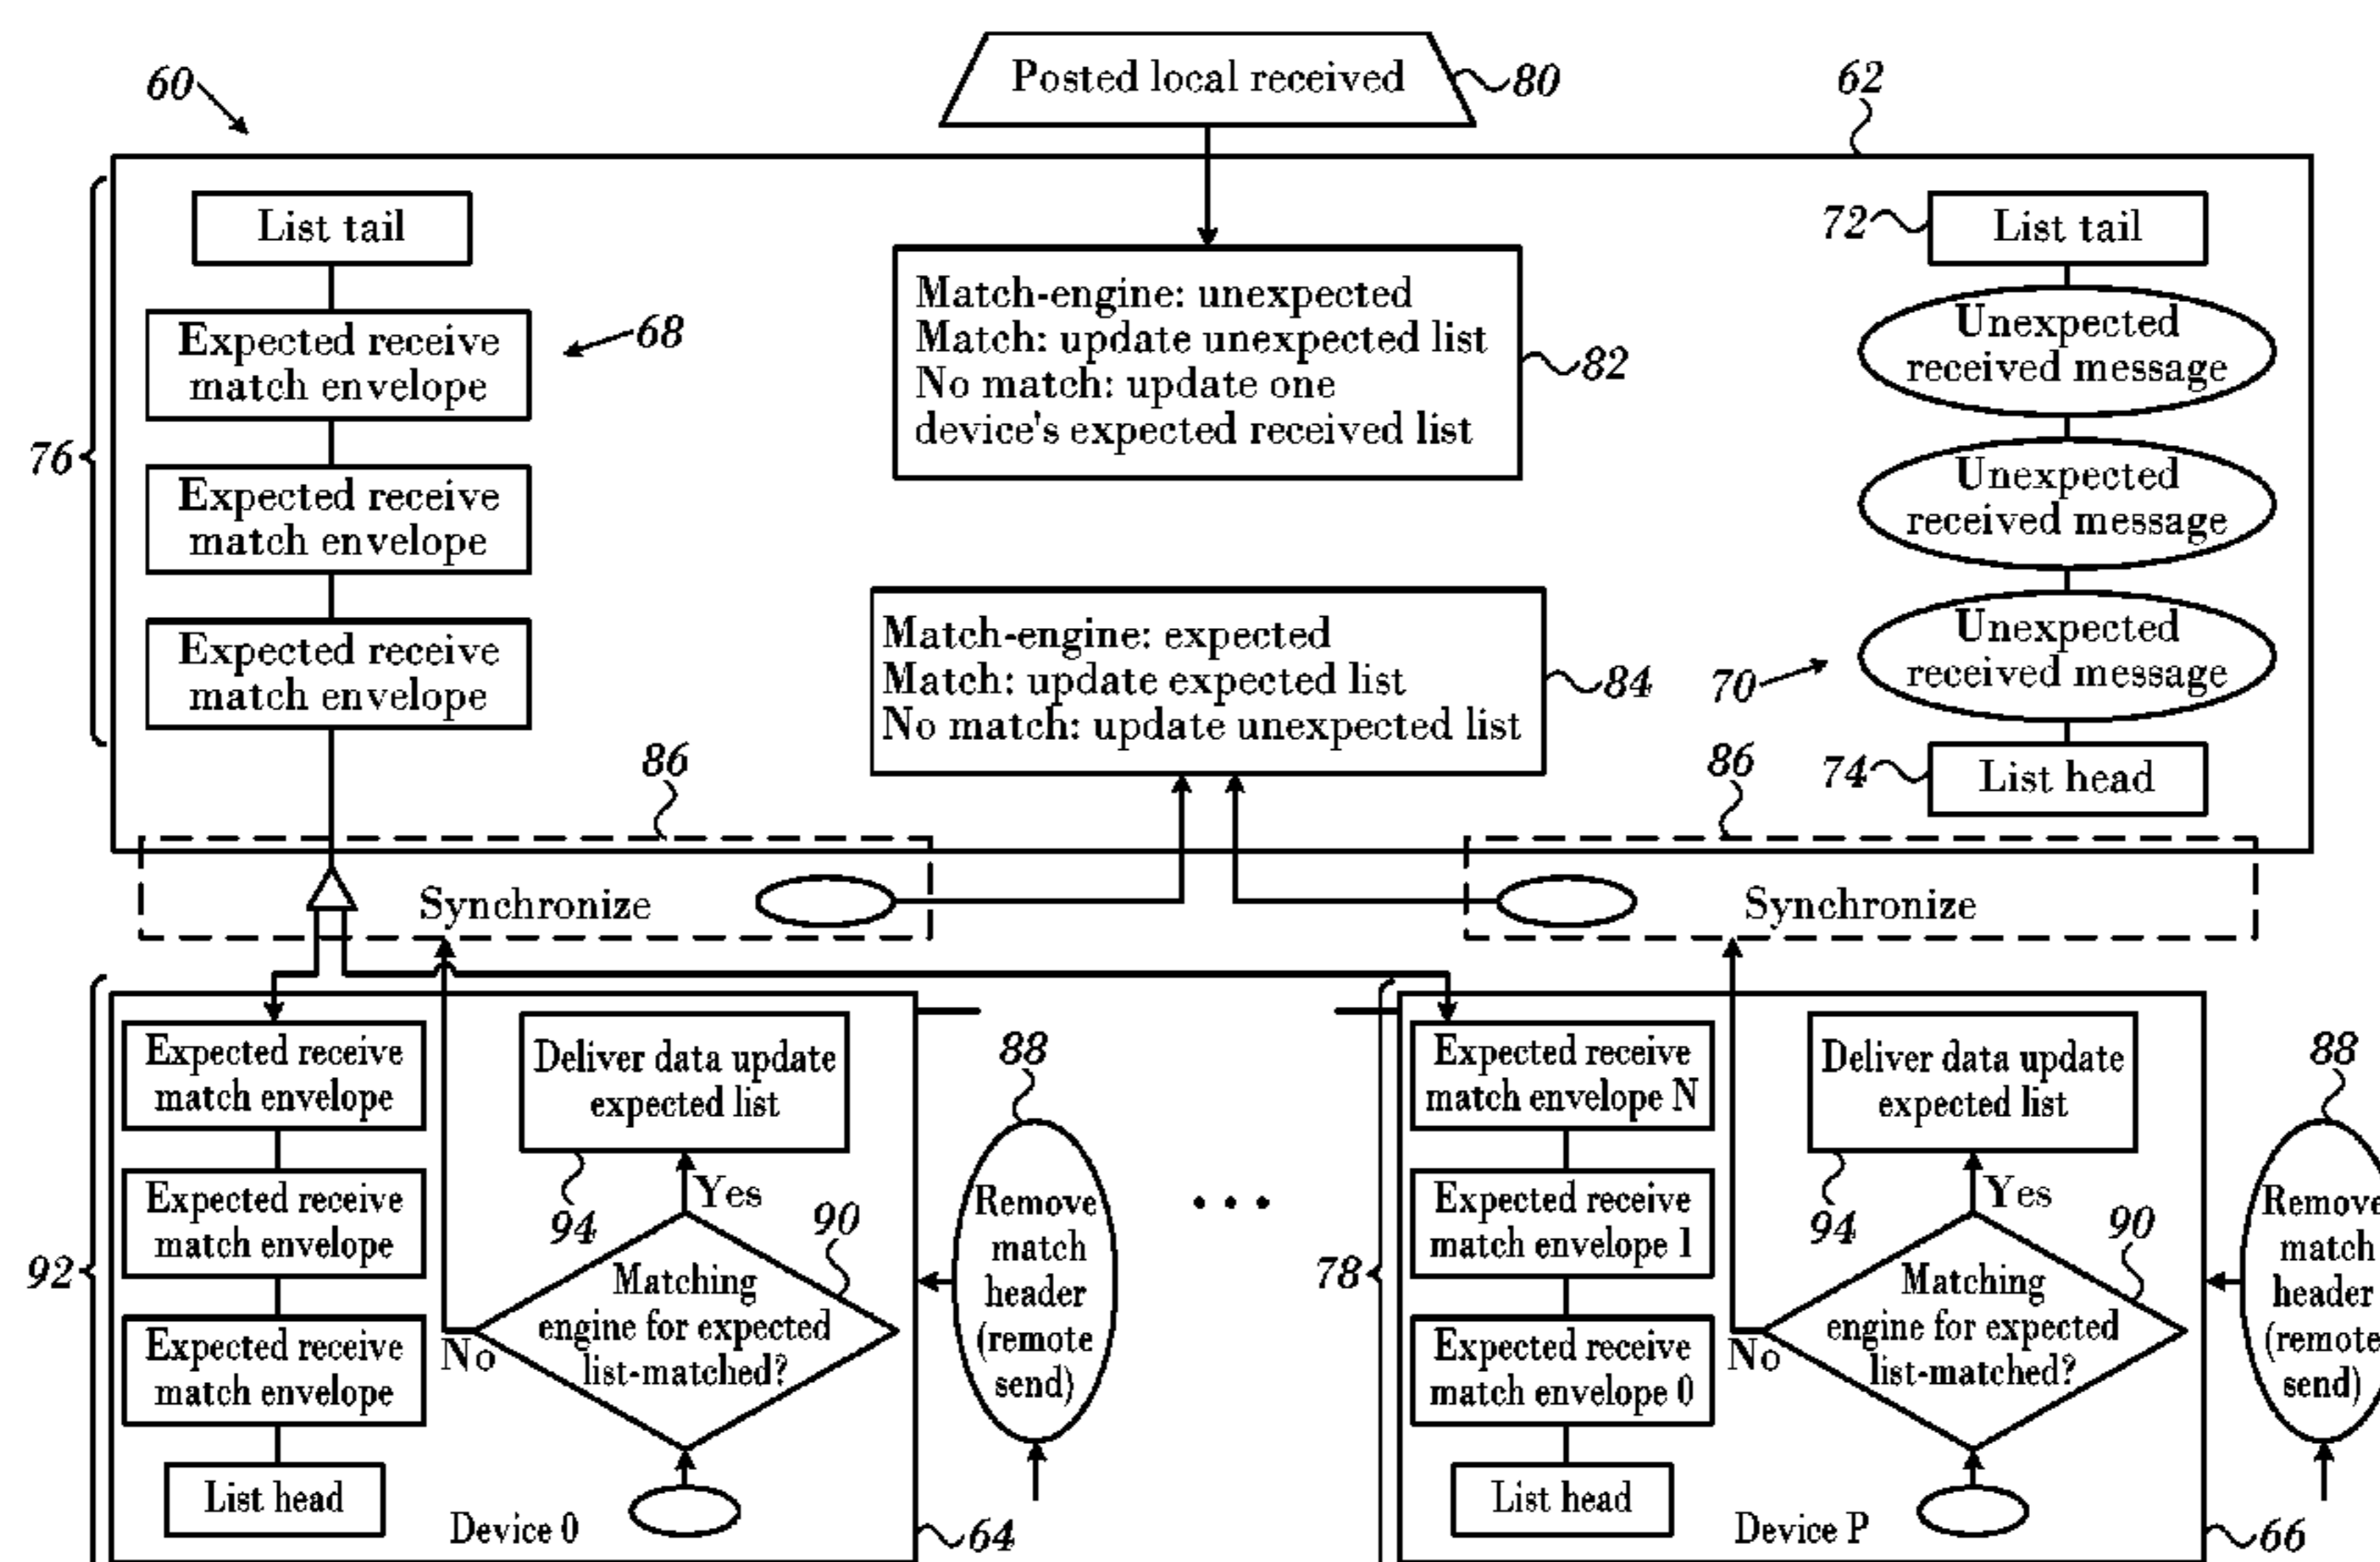 60
Posted local received
80
62
List tail
72
List tail
Expected receive
match envelope
68
Match-engine: unexpected
Match: update unexpected list
No match: update one
device's expected received list
82
Unexpected
received message
76
Expected receive
match envelope
Unexpected
received message
Expected receive
match envelope
Match-engine: expected
Match: update expected list
No match: update unexpected list
84
70
Unexpected
received message
86
86
74
List head
Synchronize
Synchronize
92
Expected receive
match envelope
Deliver data update
expected list
88
94
Yes
90
Expected receive
match envelope
Matching
engine for expected
list-matched?
No
Remove
match
header
(remote
send)
Expected receive
match envelope
List head
Device 0
64
...
78
Expected receive
match envelope N
Deliver data update
expected list
88
94
Yes
90
Expected receive
match envelope 1
Matching
engine for expected
list-matched?
No
Remove
match
header
(remote
send)
Expected receive
match envelope 0
List head
Device P
66